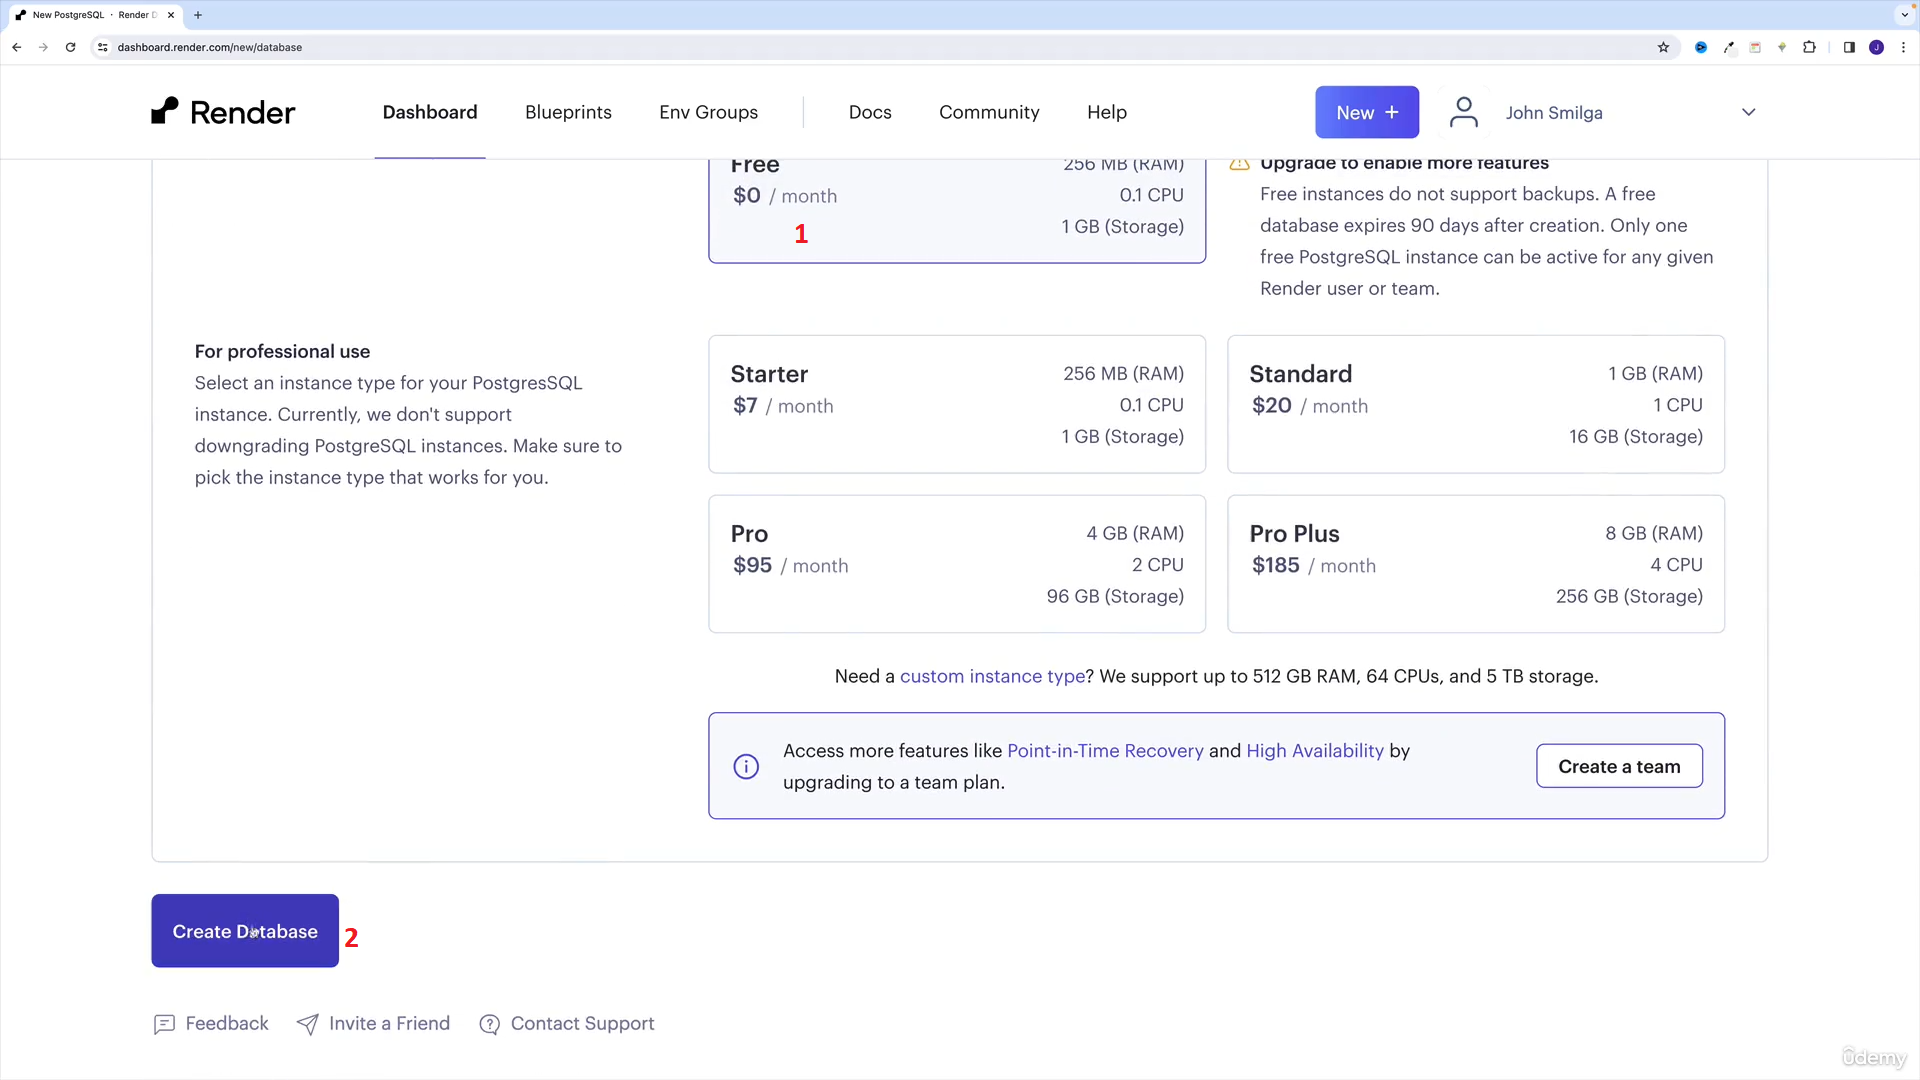 New PostgreSQL · Render D
dashboard.render.com/new/database
J
Render
Dashboard
Blueprints
Env Groups
Docs
Community
Help
New +
John Smilga
Free
256 MB (RAM)
$0 / month
0.1 CPU
1
1 GB (Storage)
Upgrade to enable more features
Free instances do not support backups. A free
database expires 90 days after creation. Only one
free PostgreSQL instance can be active for any given
Render user or team.
For professional use
Select an instance type for your PostgresSQL
instance. Currently, we don't support
downgrading PostgreSQL instances. Make sure to
pick the instance type that works for you.
Starter
256 MB (RAM)
$7 / month
0.1 CPU
1 GB (Storage)
Standard
1 GB (RAM)
$20 / month
1 CPU
16 GB (Storage)
Pro
4 GB (RAM)
$95 / month
2 CPU
96 GB (Storage)
Pro Plus
8 GB (RAM)
$185 / month
4 CPU
256 GB (Storage)
Need a custom instance type? We support up to 512 GB RAM, 64 CPUs, and 5 TB storage.
Access more features like Point-in-Time Recovery and High Availability by
upgrading to a team plan.
Create a team
Create Database
2
Feedback
Invite a Friend
Contact Support
ûdemy